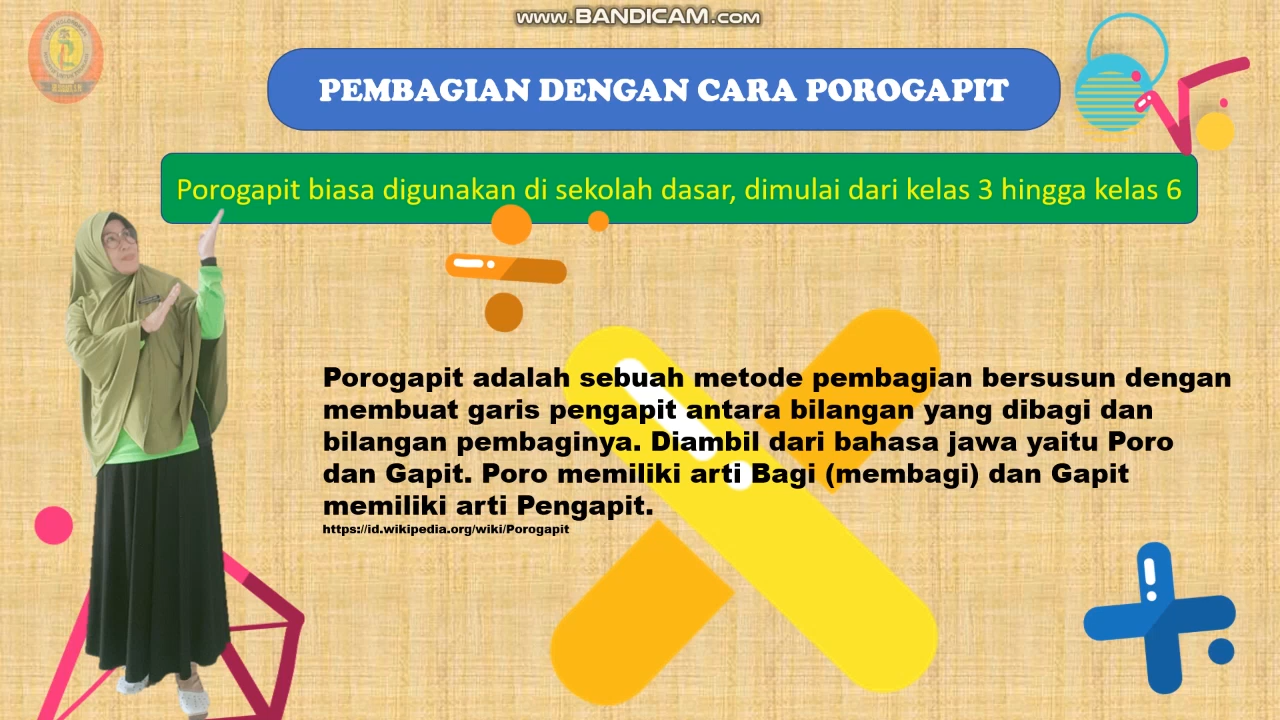 www.BANDICAM.com
PEMBAGIAN DENGAN CARA POROGAPIT
Porogapit biasa digunakan di sekolah dasar, dimulai dari kelas 3 hingga kelas 6
Porogapit adalah sebuah metode pembagian bersusun dengan
membuat garis pengapit antara bilangan yang dibagi dan
bilangan pembaginya. Diambil dari bahasa jawa yaitu Poro
dan Gapit. Poro memiliki arti Bagi (membagi) dan Gapit
memiliki arti Pengapit.
https://id.wikipedia.org/wiki/Porogapit